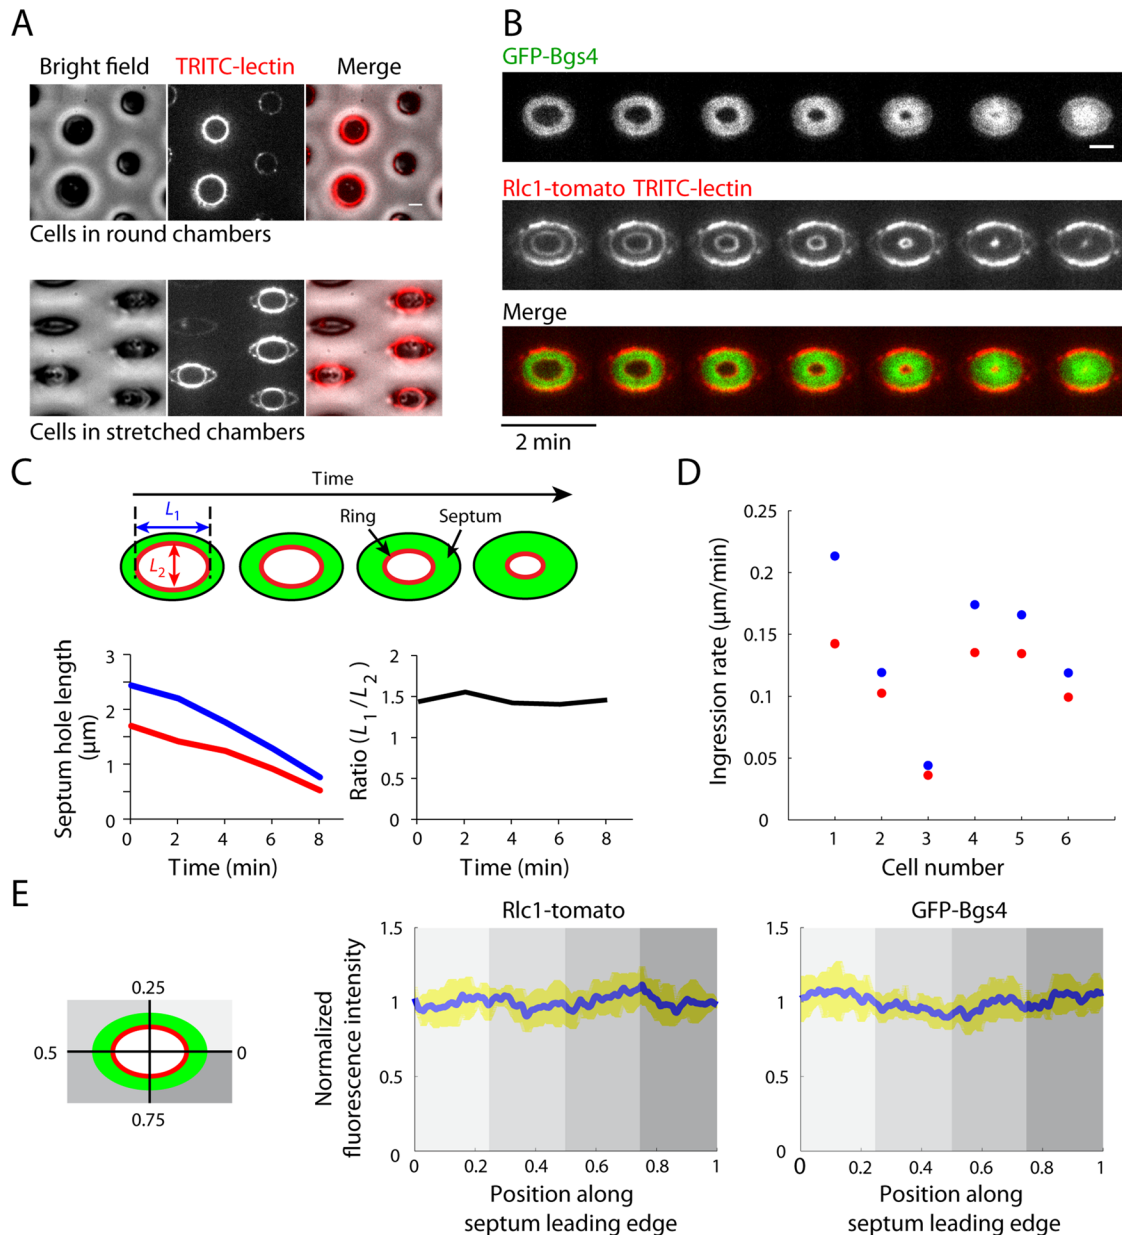 A
Bright field TRITC-lectin Merge
Cells in round chambers
Cells in stretched chambers
B
GFP-Bgs4
Rlc1-tomato TRITC-lectin
Merge
2 min
C
Time
L1
L2
Ring
Septum
Septum hole length
(μm)
3
2
1
0
0 2 4 6 8
Time (min)
Ratio (L1/L2)
2
1.5
1
0.5
0
0 2 4 6 8
Time (min)
D
Ingression rate (μm/min)
0.25
0.2
0.15
0.1
0.05
0
1 2 3 4 5 6
Cell number
E
0.25
0.5
0
0.75
Rlc1-tomato
Normalized
fluorescence intensity
1.5
1
0.5
0
0 0.2 0.4 0.6 0.8 1
Position along
septum leading edge
GFP-Bgs4
1.5
1
0.5
0
0 0.2 0.4 0.6 0.8 1
Position along
septum leading edge